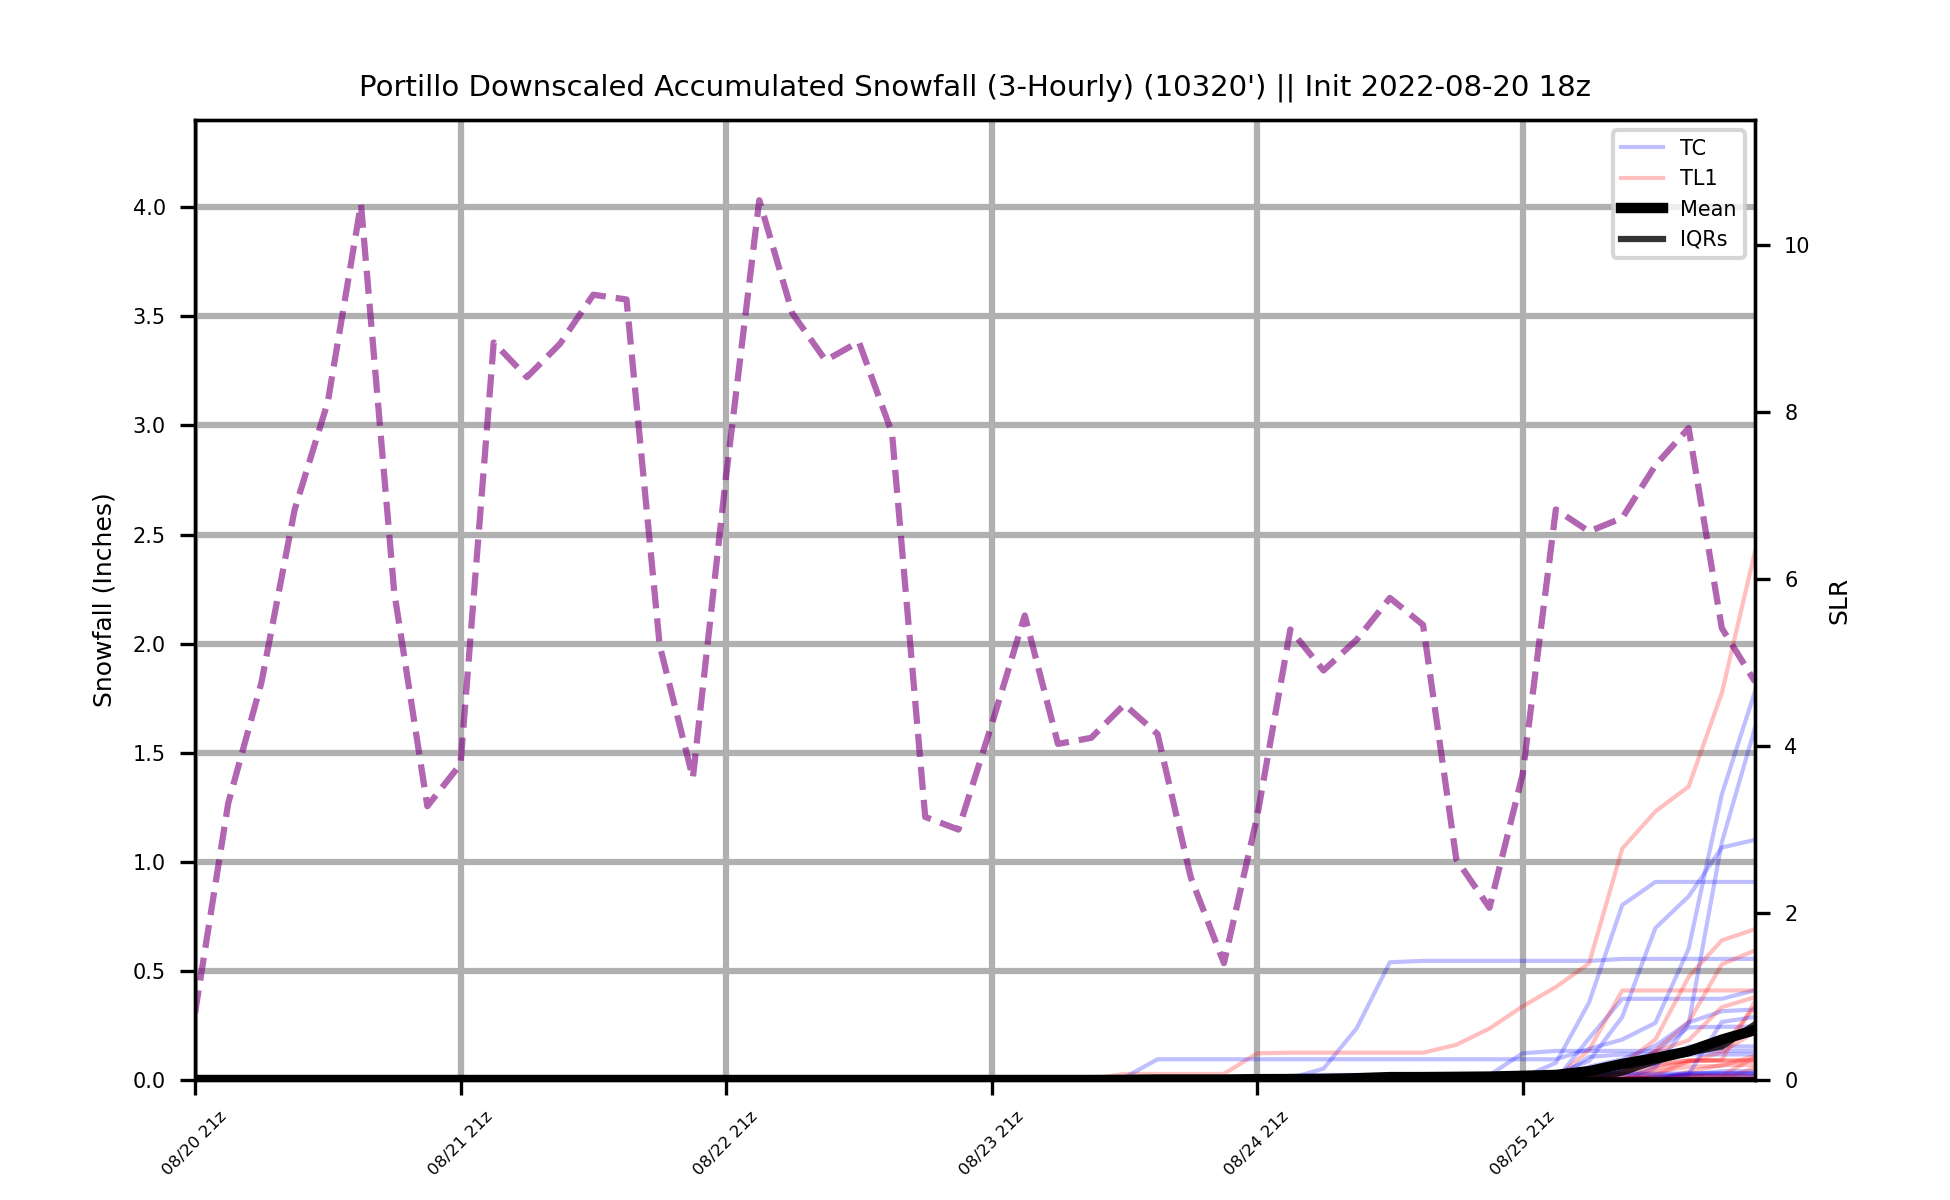 Portillo Downscaled Accumulated Snowfall (3-Hourly) (10320') || Init 2022-08-20 18z
TC
TL1
Mean
IQRs
Snowfall (Inches)
4.0
3.5
3.0
2.5
2.0
1.5
1.0
0.5
0.0
10
8
6
4
2
0
SLR
08/20 21z
08/21 21z
08/22 21z
08/23 21z
08/24 21z
08/25 21z